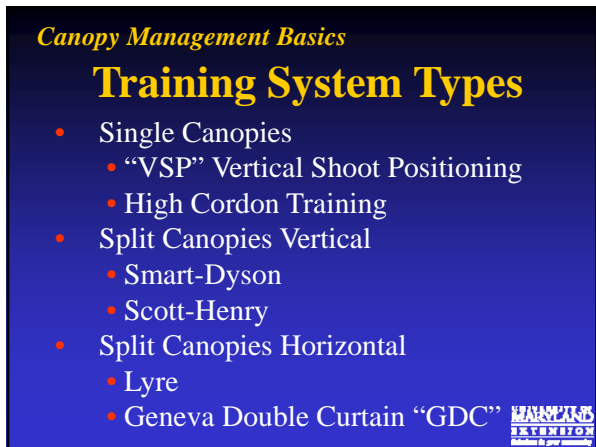 Canopy Management Basics
Training System Types
• Single Canopies
• “VSP” Vertical Shoot Positioning
• High Cordon Training
• Split Canopies Vertical
• Smart-Dyson
• Scott-Henry
• Split Canopies Horizontal
• Lyre
• Geneva Double Curtain “GDC”
MARYLAND
EXTENSION